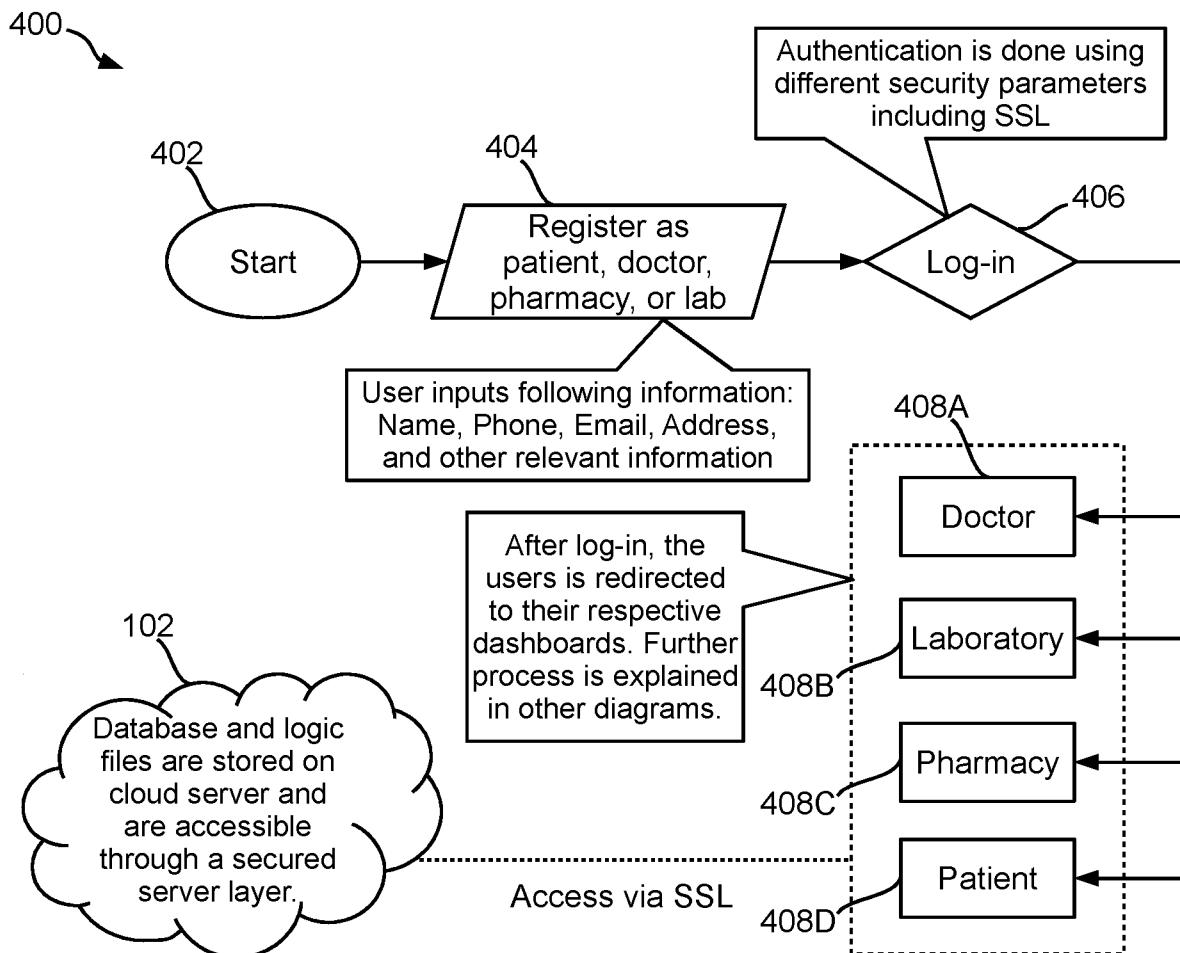 400
Authentication is done using
different security parameters
including SSL
402
404
406
Start
Register as
patient, doctor,
pharmacy, or lab
Log-in
User inputs following information:
Name, Phone, Email, Address,
and other relevant information
408A
Doctor
After log-in, the
users is redirected
to their respective
dashboards. Further
process is explained
in other diagrams.
Laboratory
408B
102
Database and logic
files are stored on
cloud server and
are accessible
through a secured
server layer.
Pharmacy
408C
Access via SSL
Patient
408D